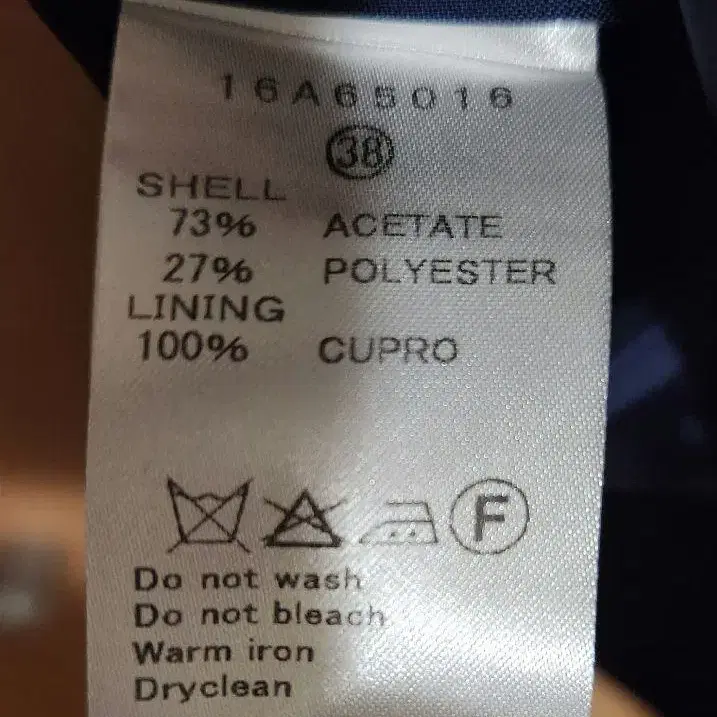 16A65016
38
SHELL
73% ACETATE
27% POLYESTER
LINING
100% CUPRO
F
Do not wash
Do not bleach
Warm iron
Dryclean